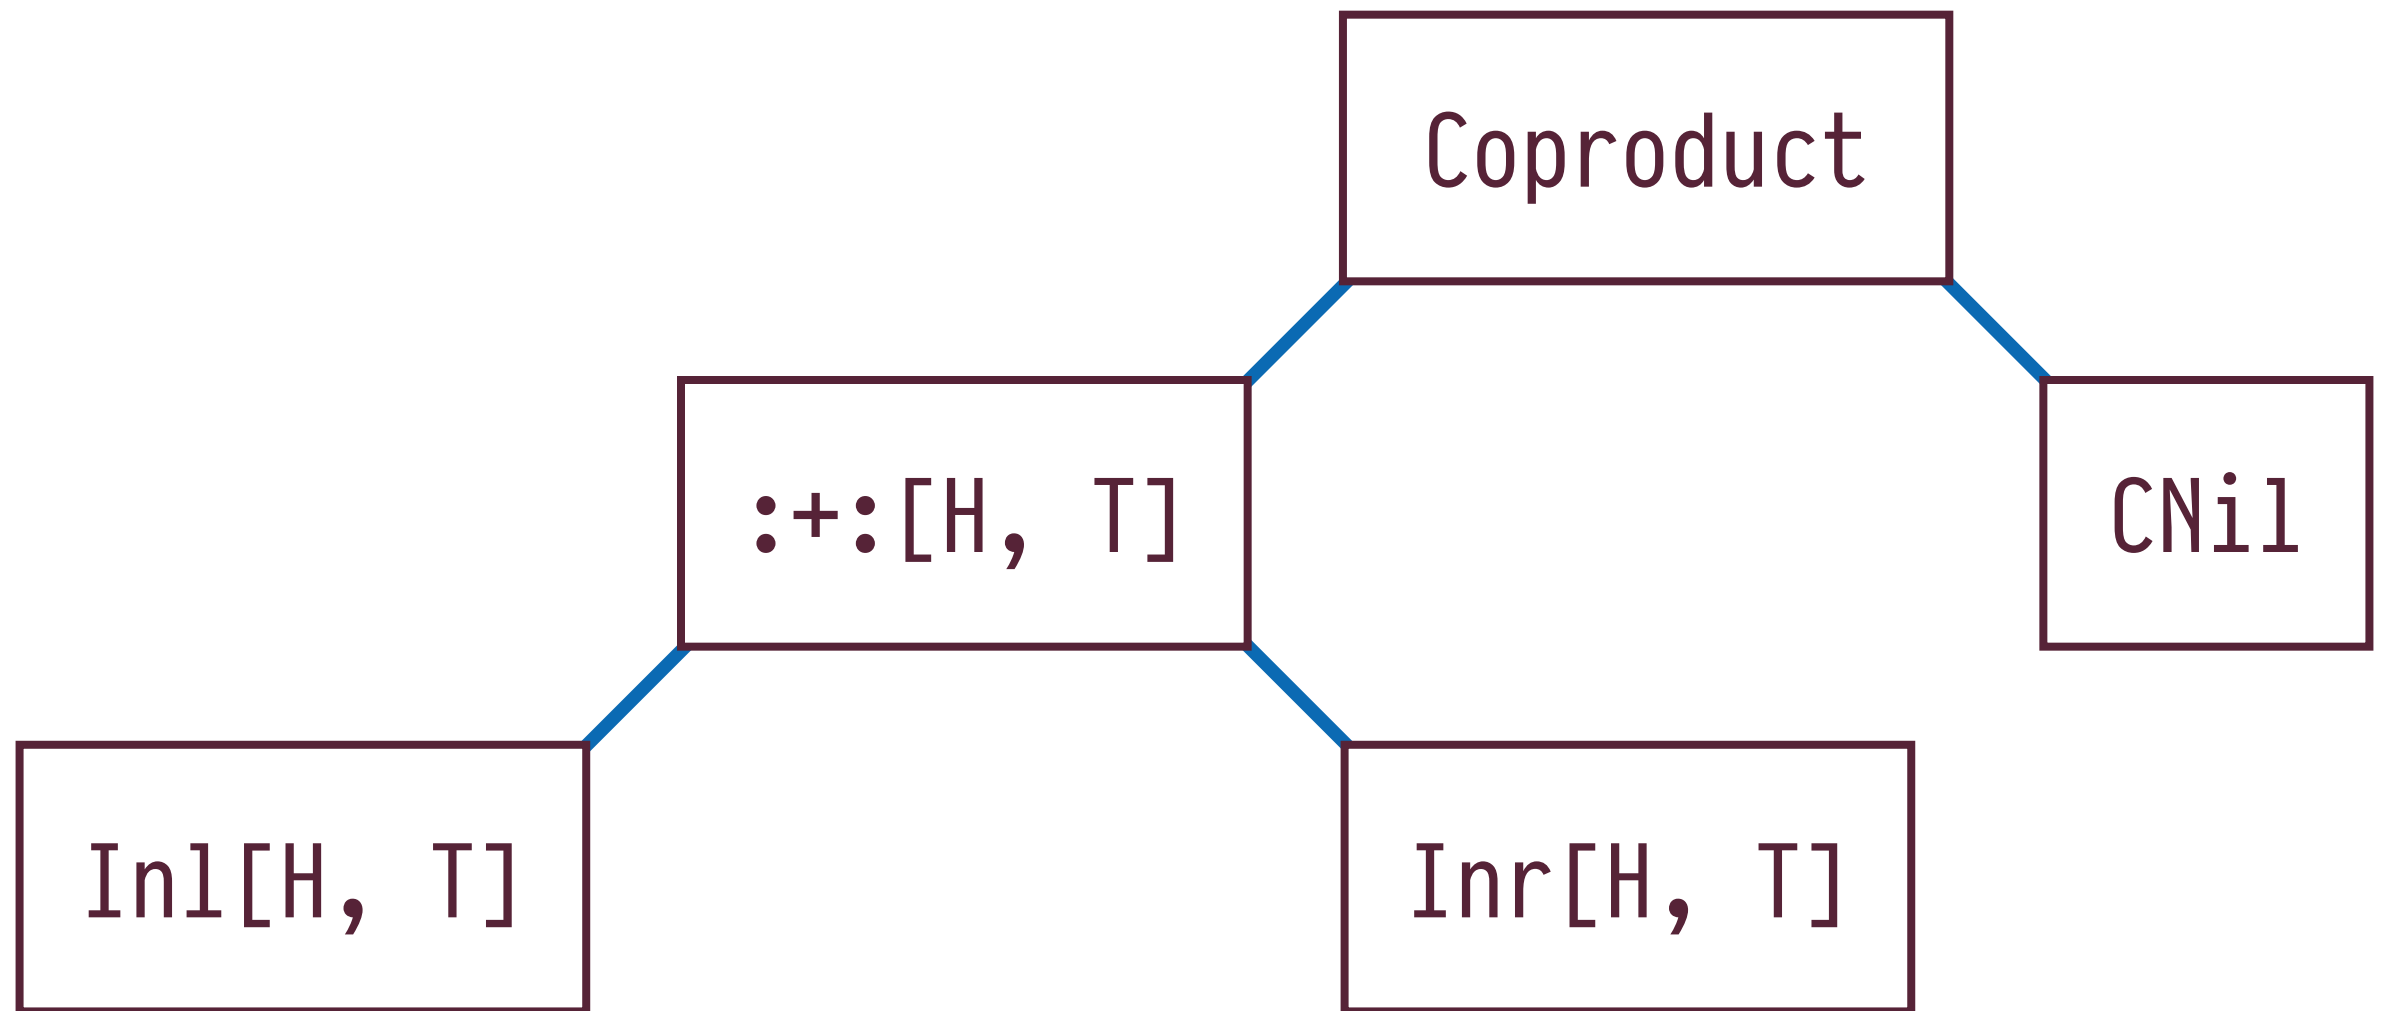 Coproduct
:+:[H, T]
CNil
Inl[H, T]
Inr[H, T]